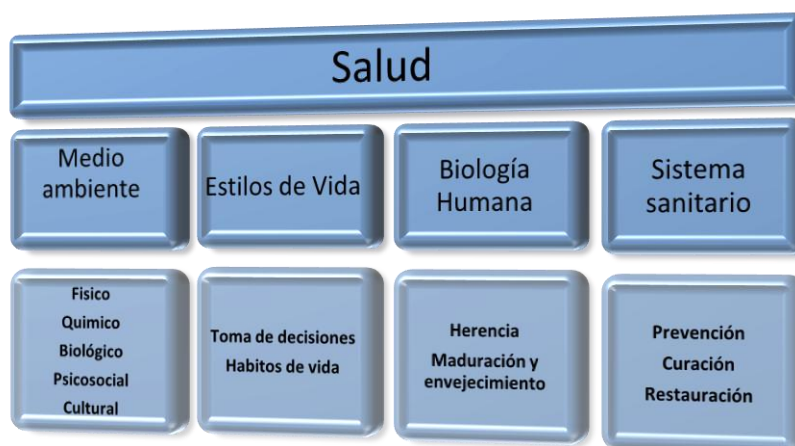 Salud
Medio
ambiente
Estilos de Vida
Biología
Humana
Sistema
sanitario
Fisico
Quimico
Biológico
Psicosocial
Cultural
Toma de decisiones
Habitos de vida
Herencia
Maduración y
envejecimiento
Prevención
Curación
Restauración